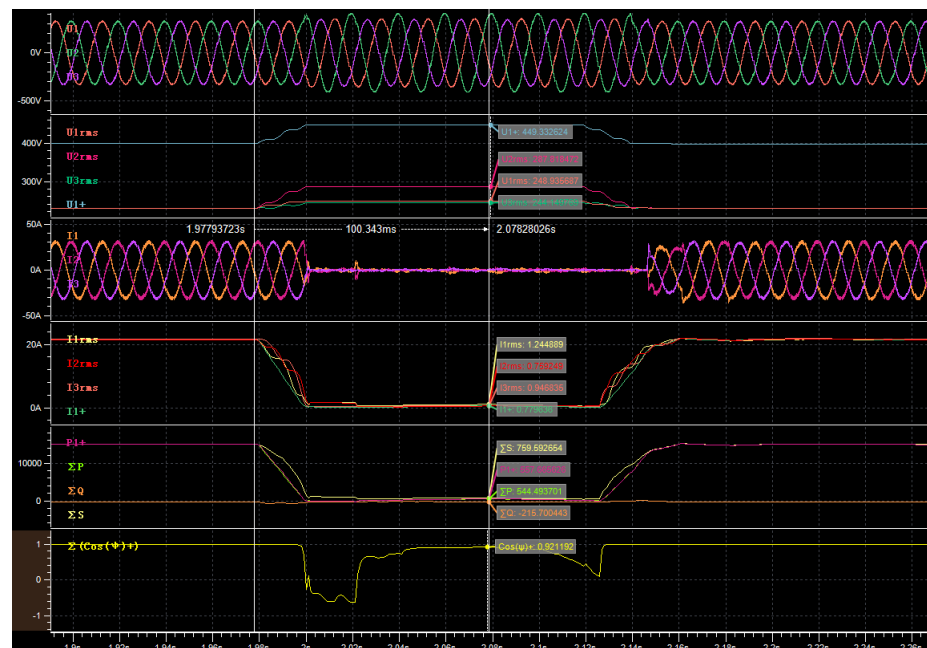 U1
0V
U2
U3
-500V
U1rms
400V
U2rms
300V
U3rms
U1+
U1+: 449.332624
U1rms: 248.936687
50A
I1
1.97793723s
100.343ms
2.07828026s
0A
I2
I3
-50A
I1rms
20A
I2rms
I3rms
0A
I1+
I1rms: 1.244889
I2rms: 0.769249
I3rms: 0.946836
P1+
10000
ΣP
ΣQ
0
ΣS
ΣS: 769.592654
ΣP: 544.493701
ΣQ: -215.700443
1
Σ(Cos(Ψ)+)
Cos(ψ)+: 0.921192
0
-1
1.9s
1.92s
1.94s
1.96s
1.98s
2s
2.02s
2.04s
2.06s
2.08s
2.1s
2.12s
2.14s
2.16s
2.18s
2.2s
2.22s
2.24s
2.26s